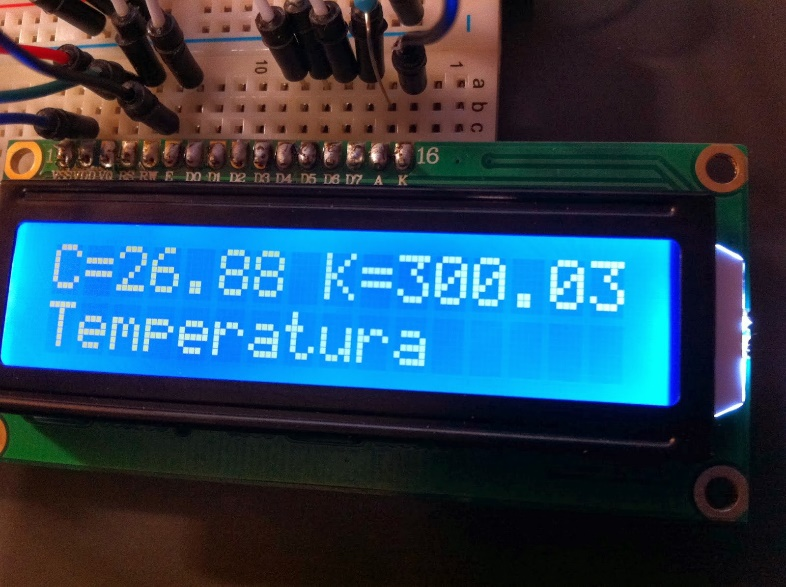 10 1 a
b
c
16
VSS VDD V0 RS RW E D0 D1 D2 D3 D4 D5 D6 D7 A K
C=26.88 K=300.03
Temperatura